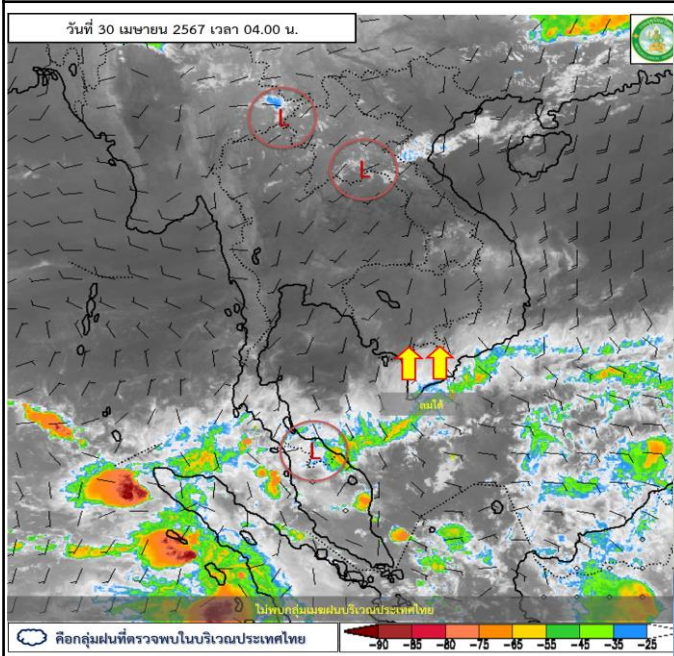 วันที่ 30 เมษายน 2567 เวลา 04.00 น.
L
L
ลมใต้
L
ไม่พบกลุ่มเมฆฝนบริเวณประเทศไทย
คือกลุ่มฝนที่ตรวจพบในบริเวณประเทศไทย
-90 -85 -80 -75 -65 -55 -45 -35 -25